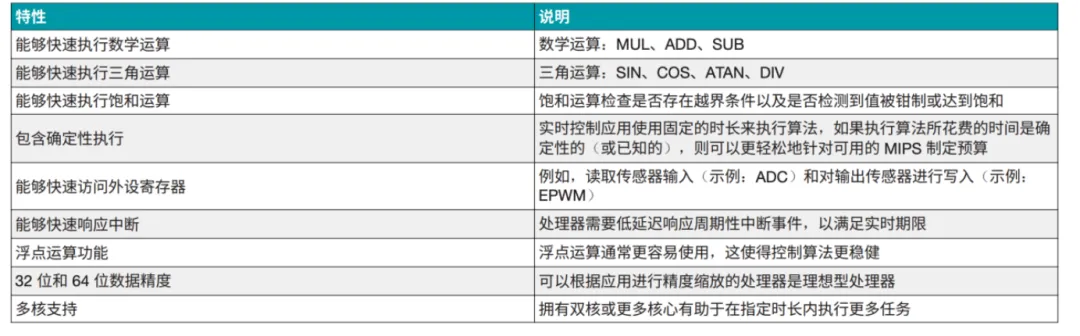 特性 说明
能够快速执行数学运算 数学运算：MUL、ADD、SUB
能够快速执行三角运算 三角运算：SIN、COS、ATAN、DIV
能够快速执行饱和运算 饱和运算检查是否存在越界条件以及是否检测到值被钳制或达到饱和
包含确定性执行 实时控制应用使用固定的时长来执行算法，如果执行算法所花费的时间是确
定性的（或已知的），则可以更轻松地针对可用的 MIPS 制定预算
能够快速访问外设寄存器 例如，读取传感器输入（示例：ADC）和对输出传感器进行写入（示例：
EPWM）
能够快速响应中断 处理器需要低延迟响应周期性中断事件，以满足实时期限
浮点运算功能 浮点运算通常更容易使用，这使得控制算法更稳健
32 位和 64 位数据精度 可以根据应用进行精度缩放的处理器是理想型处理器
多核支持 拥有双核或更多核心有助于在指定时长内执行更多任务